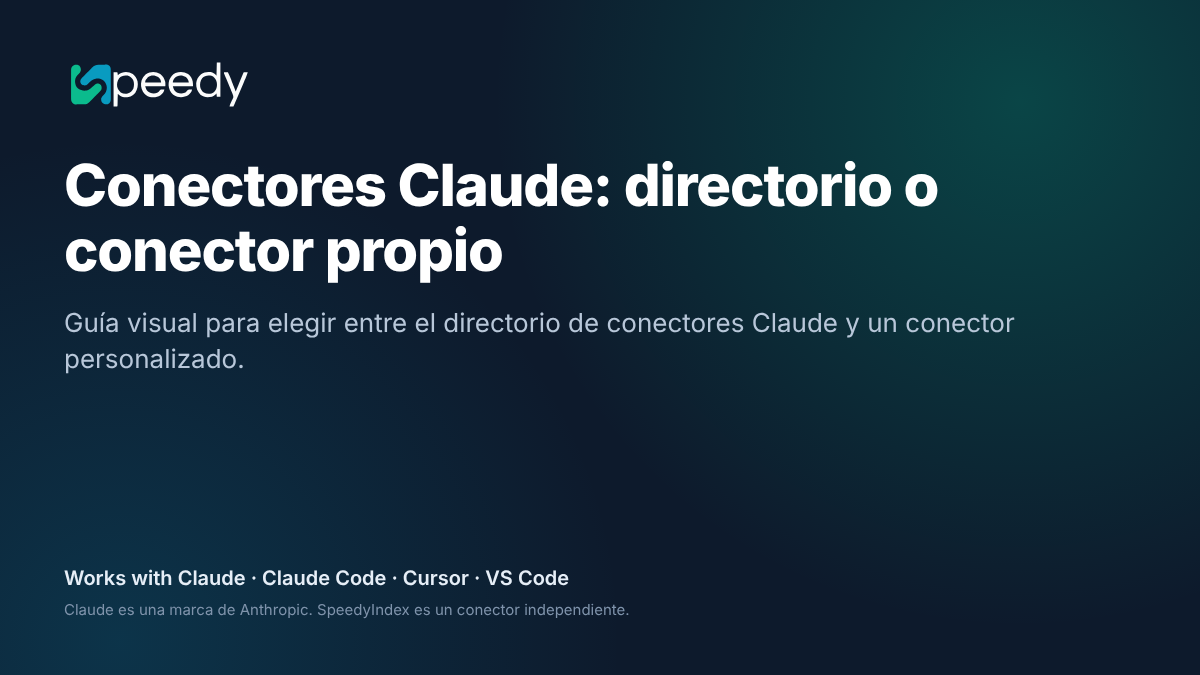 Speedy
Conectores Claude: directorio o
conector propio
Guía visual para elegir entre el directorio de conectores Claude y un conector
personalizado.
Works with Claude · Claude Code · Cursor · VS Code
Claude es una marca de Anthropic. SpeedyIndex es un conector independiente.